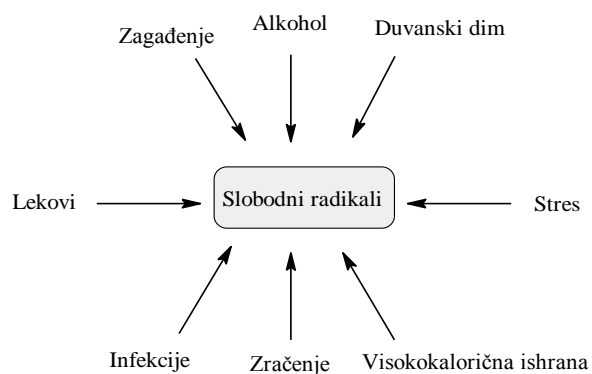 Zagađenje
Alkohol
Duvanski dim
Lekovi
Slobodni radikali
Stres
Infekcije
Zračenje
Visokokalorična ishrana